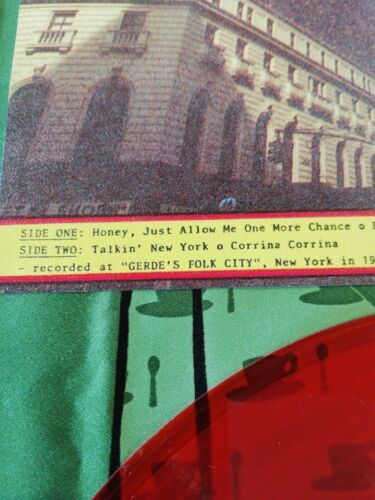 SIDE ONE: Honey, Just Allow Me One More Chance o
SIDE TWO: Talkin' New York o Corrina Corrina
- recorded at "GERDE'S FOLK CITY", New York in 19